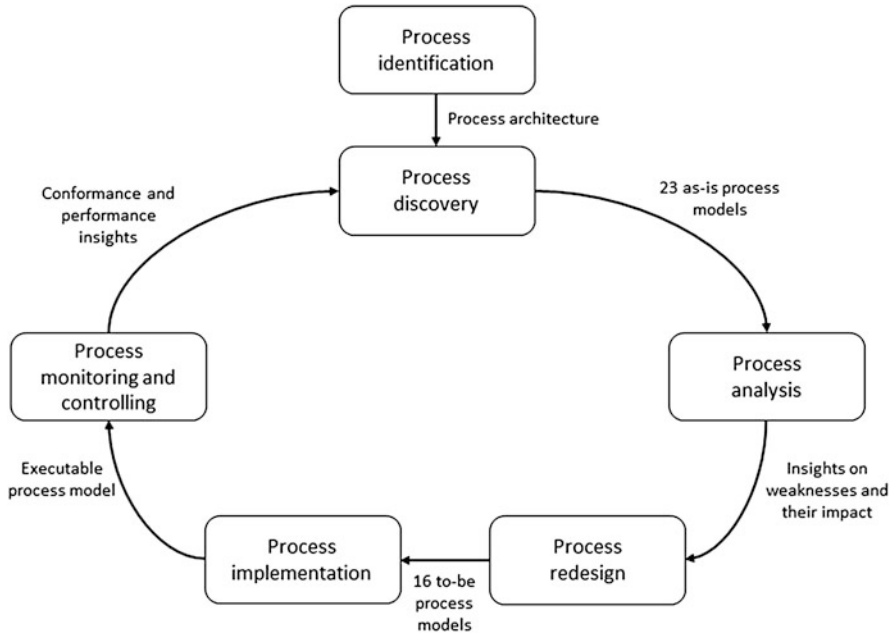 Process
identification
Process architecture
Process
discovery
23 as-is process
models
Process
analysis
Insights on
weaknesses and
their impact
Process
redesign
16 to-be
process
models
Process
implementation
Executable
process model
Process
monitoring and
controlling
Conformance and
performance
insights